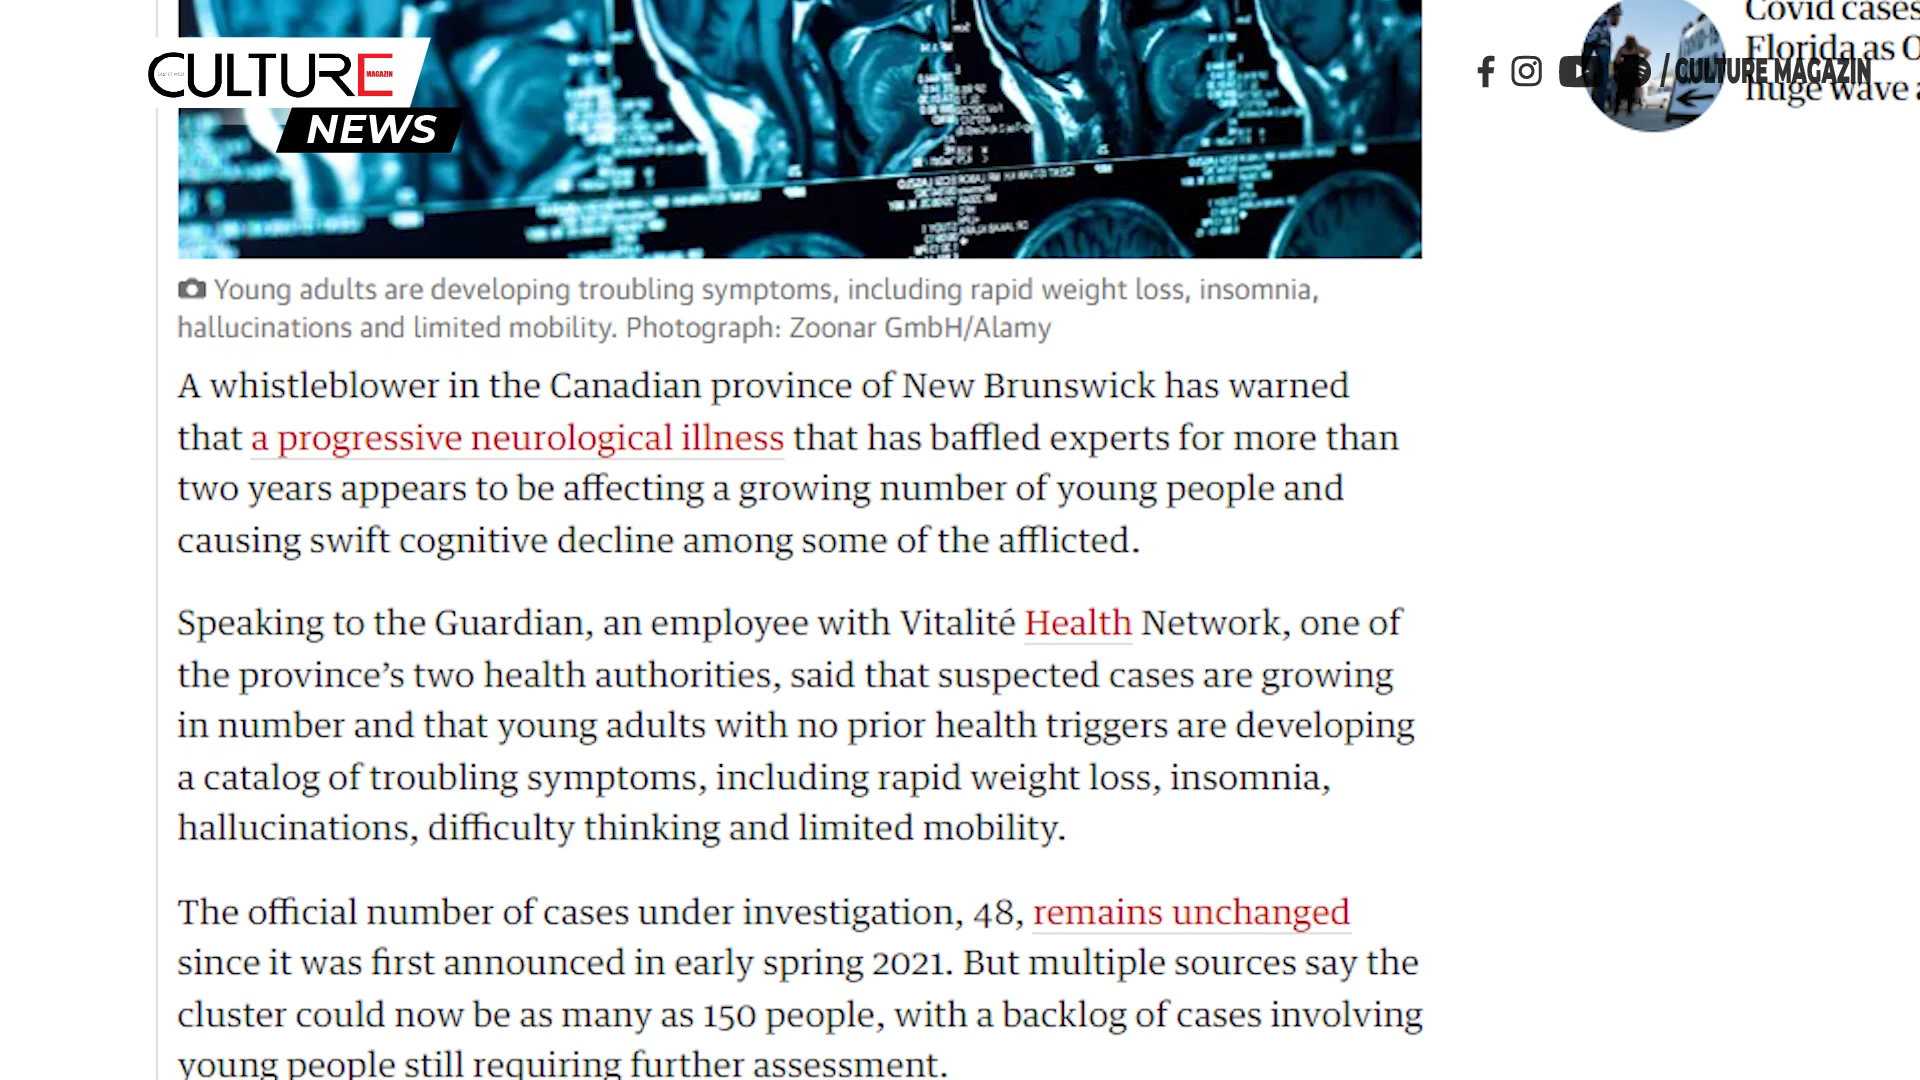 CULTURE
MAGAZIN
NEWS
/ CULTURE MAGAZIN
Covid cases
Florida as O
huge wave a
Young adults are developing troubling symptoms, including rapid weight loss, insomnia,
hallucinations and limited mobility. Photograph: Zoonar GmbH/Alamy
A whistleblower in the Canadian province of New Brunswick has warned
that a progressive neurological illness that has baffled experts for more than
two years appears to be affecting a growing number of young people and
causing swift cognitive decline among some of the afflicted.
Speaking to the Guardian, an employee with Vitalité Health Network, one of
the province’s two health authorities, said that suspected cases are growing
in number and that young adults with no prior health triggers are developing
a catalog of troubling symptoms, including rapid weight loss, insomnia,
hallucinations, difficulty thinking and limited mobility.
The official number of cases under investigation, 48, remains unchanged
since it was first announced in early spring 2021. But multiple sources say the
cluster could now be as many as 150 people, with a backlog of cases involving
young people still requiring further assessment.